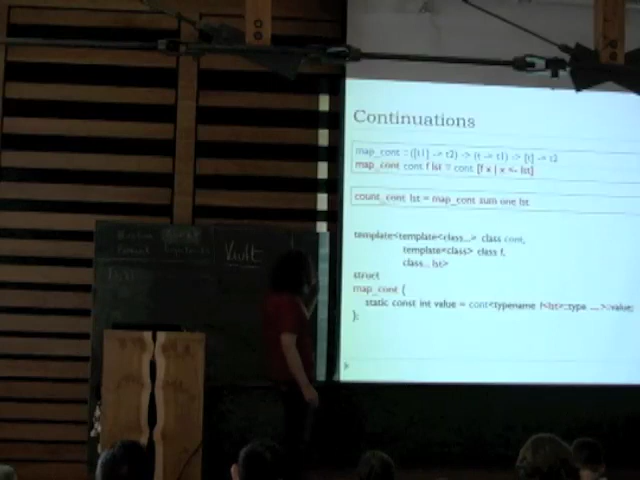 Continuations
map_cont :: ([t1] -> t2) -> (t -> t1) -> [t] -> t2
map_cont cont f lst = cont [f x | x <- lst]
count_cont lst = map_cont sum one lst
template<template<class...> class cont,
template<class> class f,
class... lst>
struct
map_cont {
static const int value = cont<typename f<lst>::type ...>::value;
};
Vault